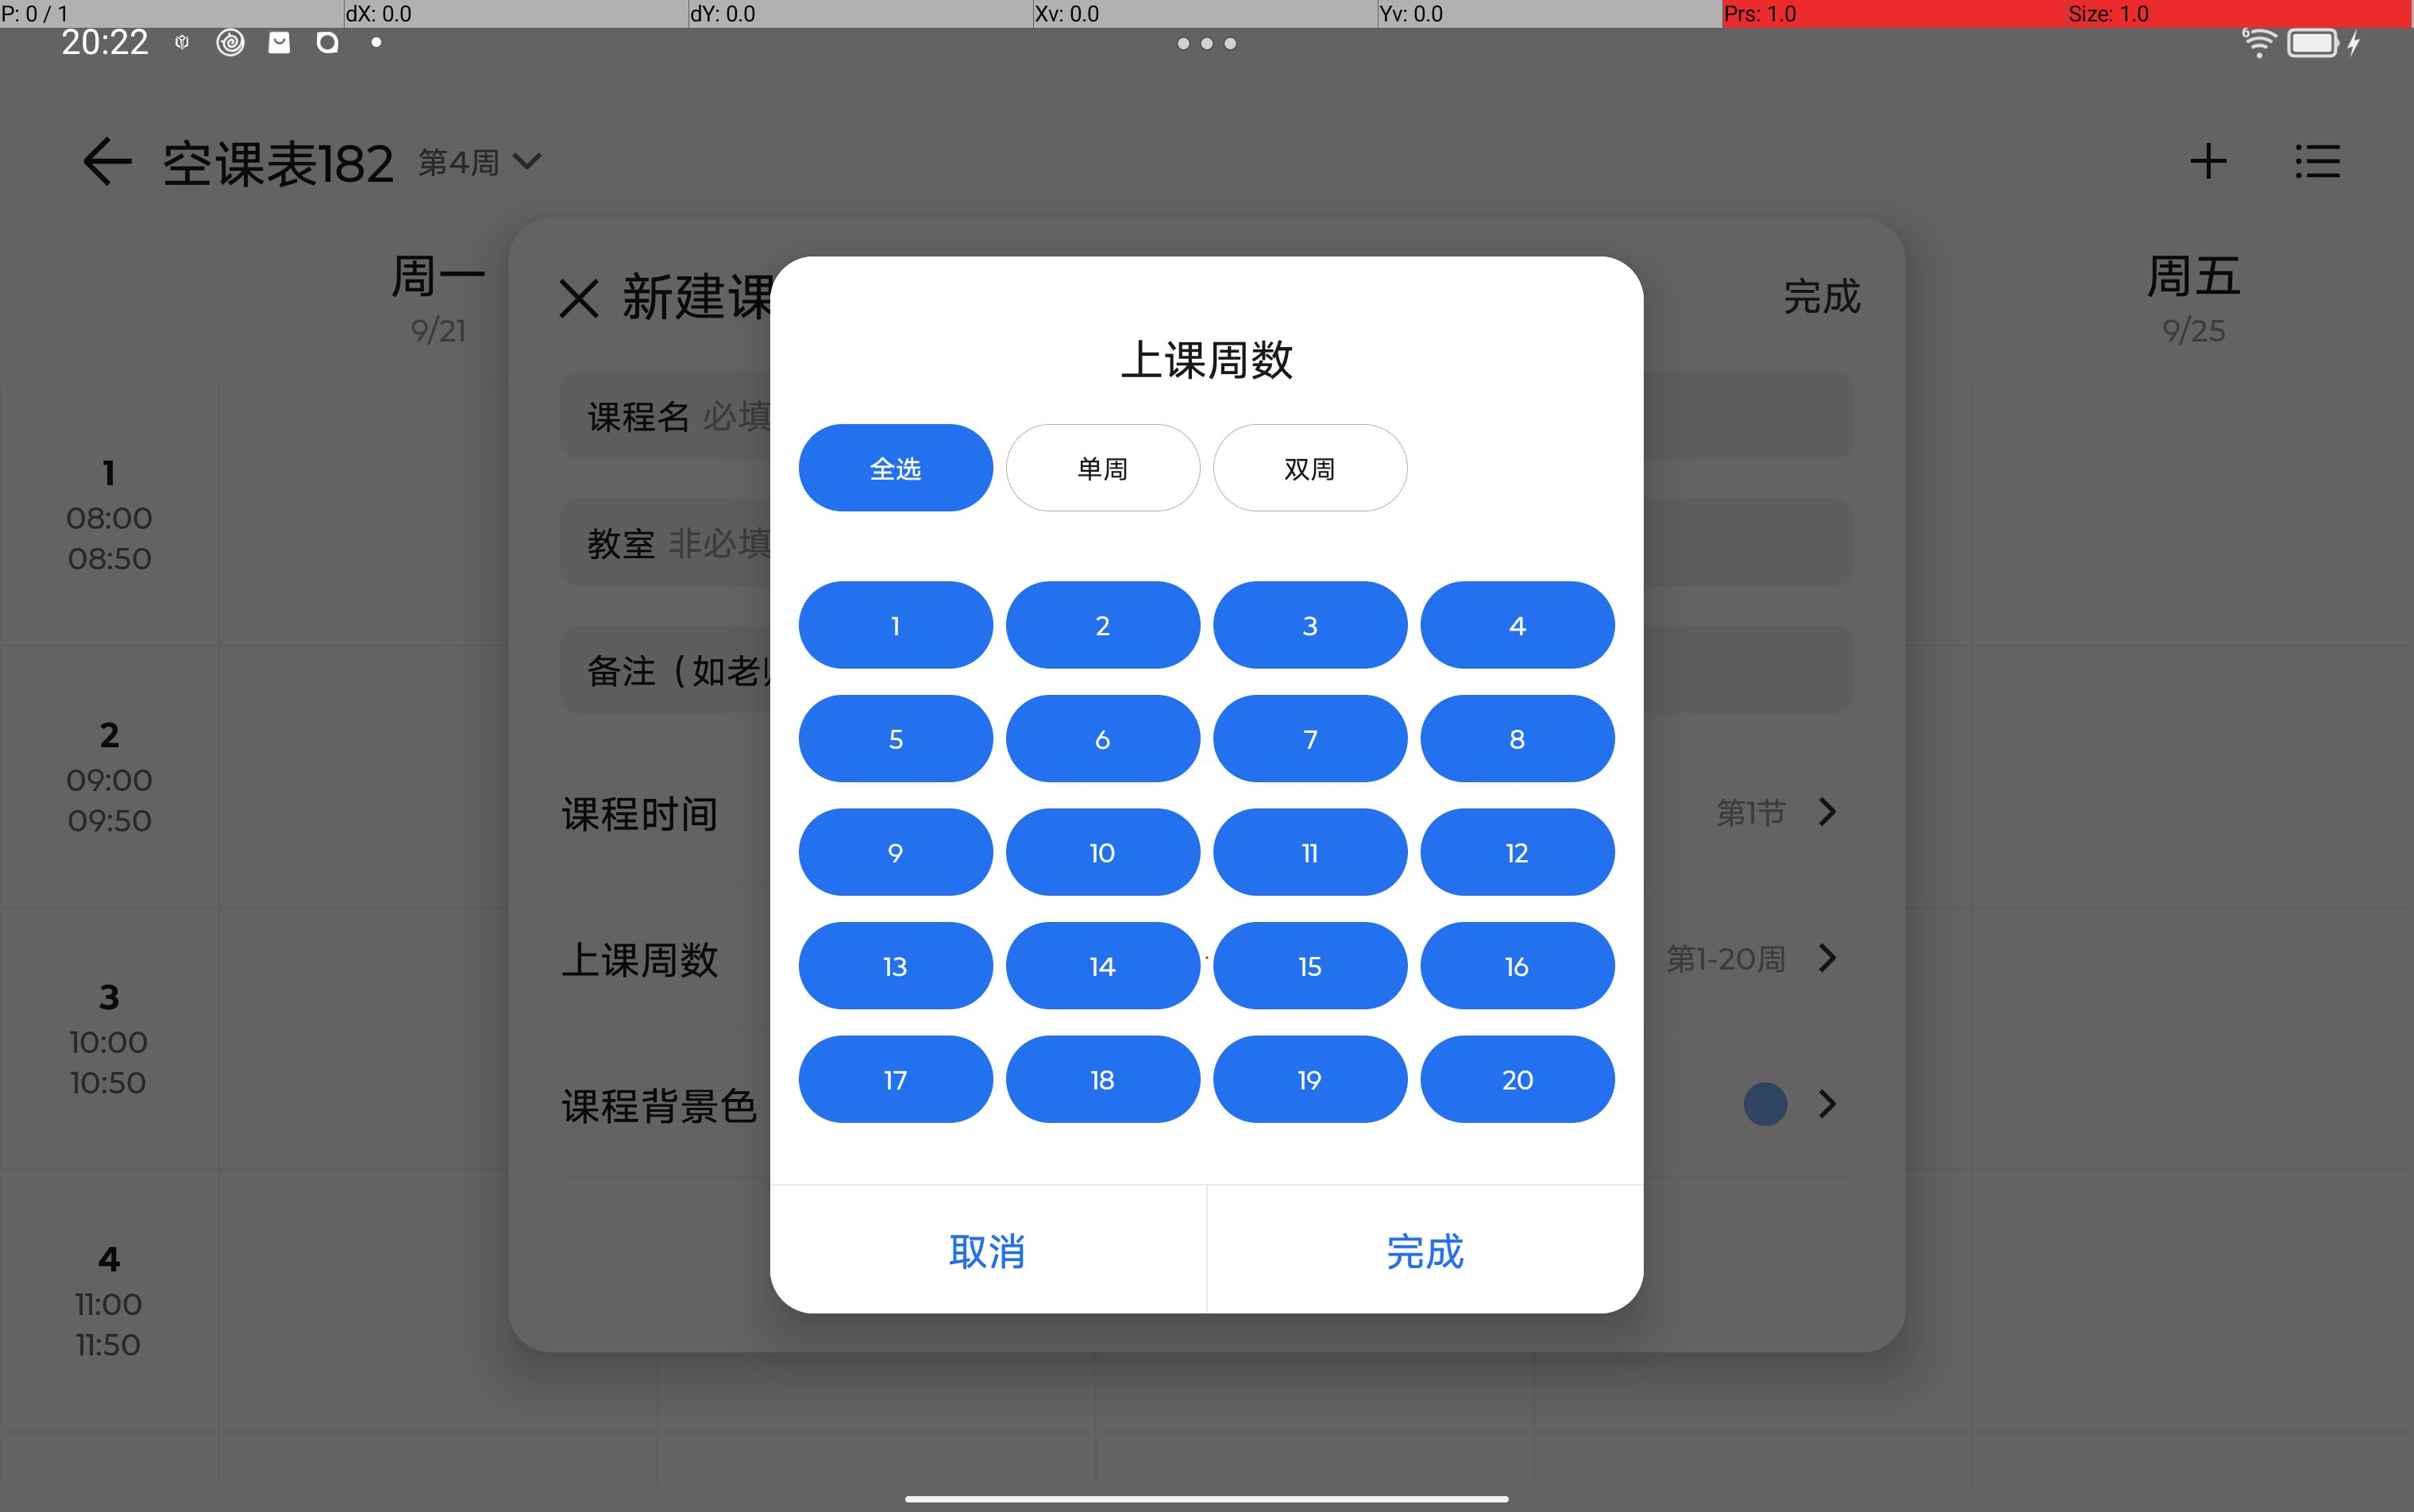 P: 0 / 1 dX: 0.0 dY: 0.0 Xv: 0.0 Yv: 0.0 Prs: 1.0 Size: 1.0
20:22 6
空课表182 第4周
周一 周五
9/21 9/25
新建课 完成
上课周数
课程名 必填
全选 单周 双周
教室 非必填
备注（如老
课程时间 第1节
上课周数 第1-20周
课程背景色
1 2 3 4
5 6 7 8
9 10 11 12
13 14 15 16
17 18 19 20
取消 完成
1
08:00
08:50
2
09:00
09:50
3
10:00
10:50
4
11:00
11:50